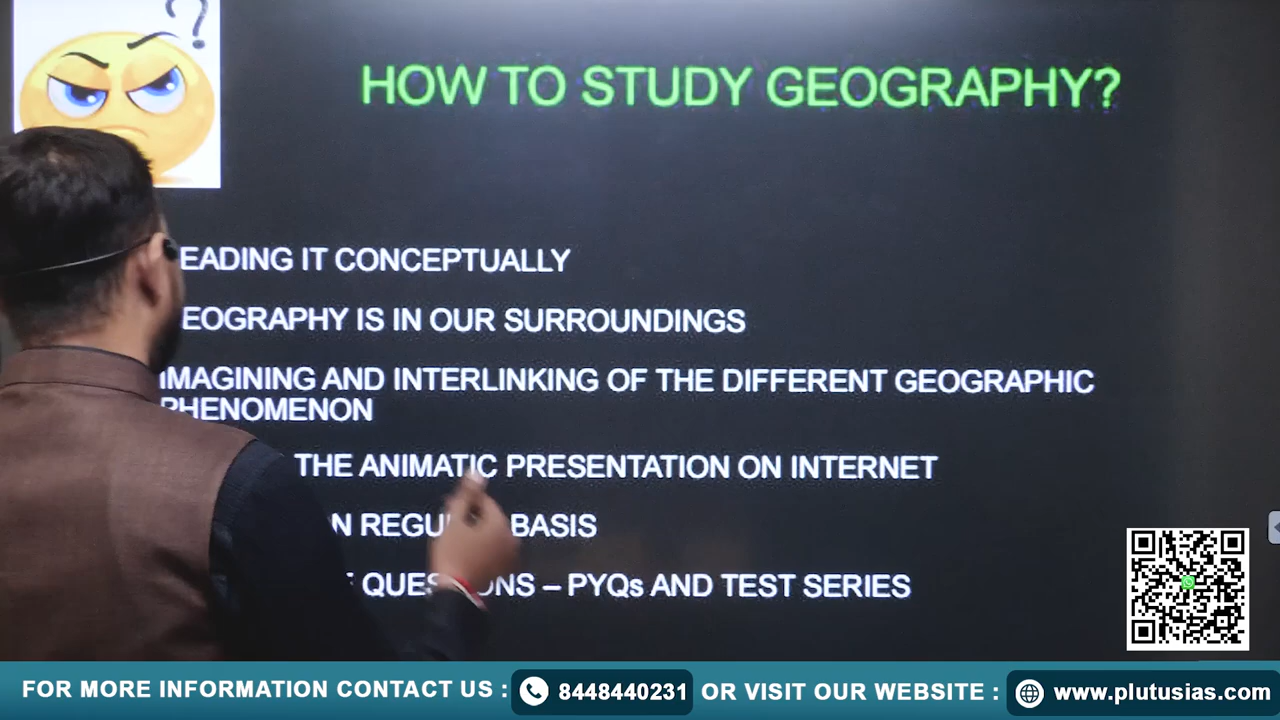 ?
HOW TO STUDY GEOGRAPHY?
EADING IT CONCEPTUALLY
EOGRAPHY IS IN OUR SURROUNDINGS
IMAGINING AND INTERLINKING OF THE DIFFERENT GEOGRAPHIC
PHENOMENON
THE ANIMATIC PRESENTATION ON INTERNET
BASIS
QUESTIONS – PYQs AND TEST SERIES
FOR MORE INFORMATION CONTACT US : 8448440231 OR VISIT OUR WEBSITE : www.plutusias.com